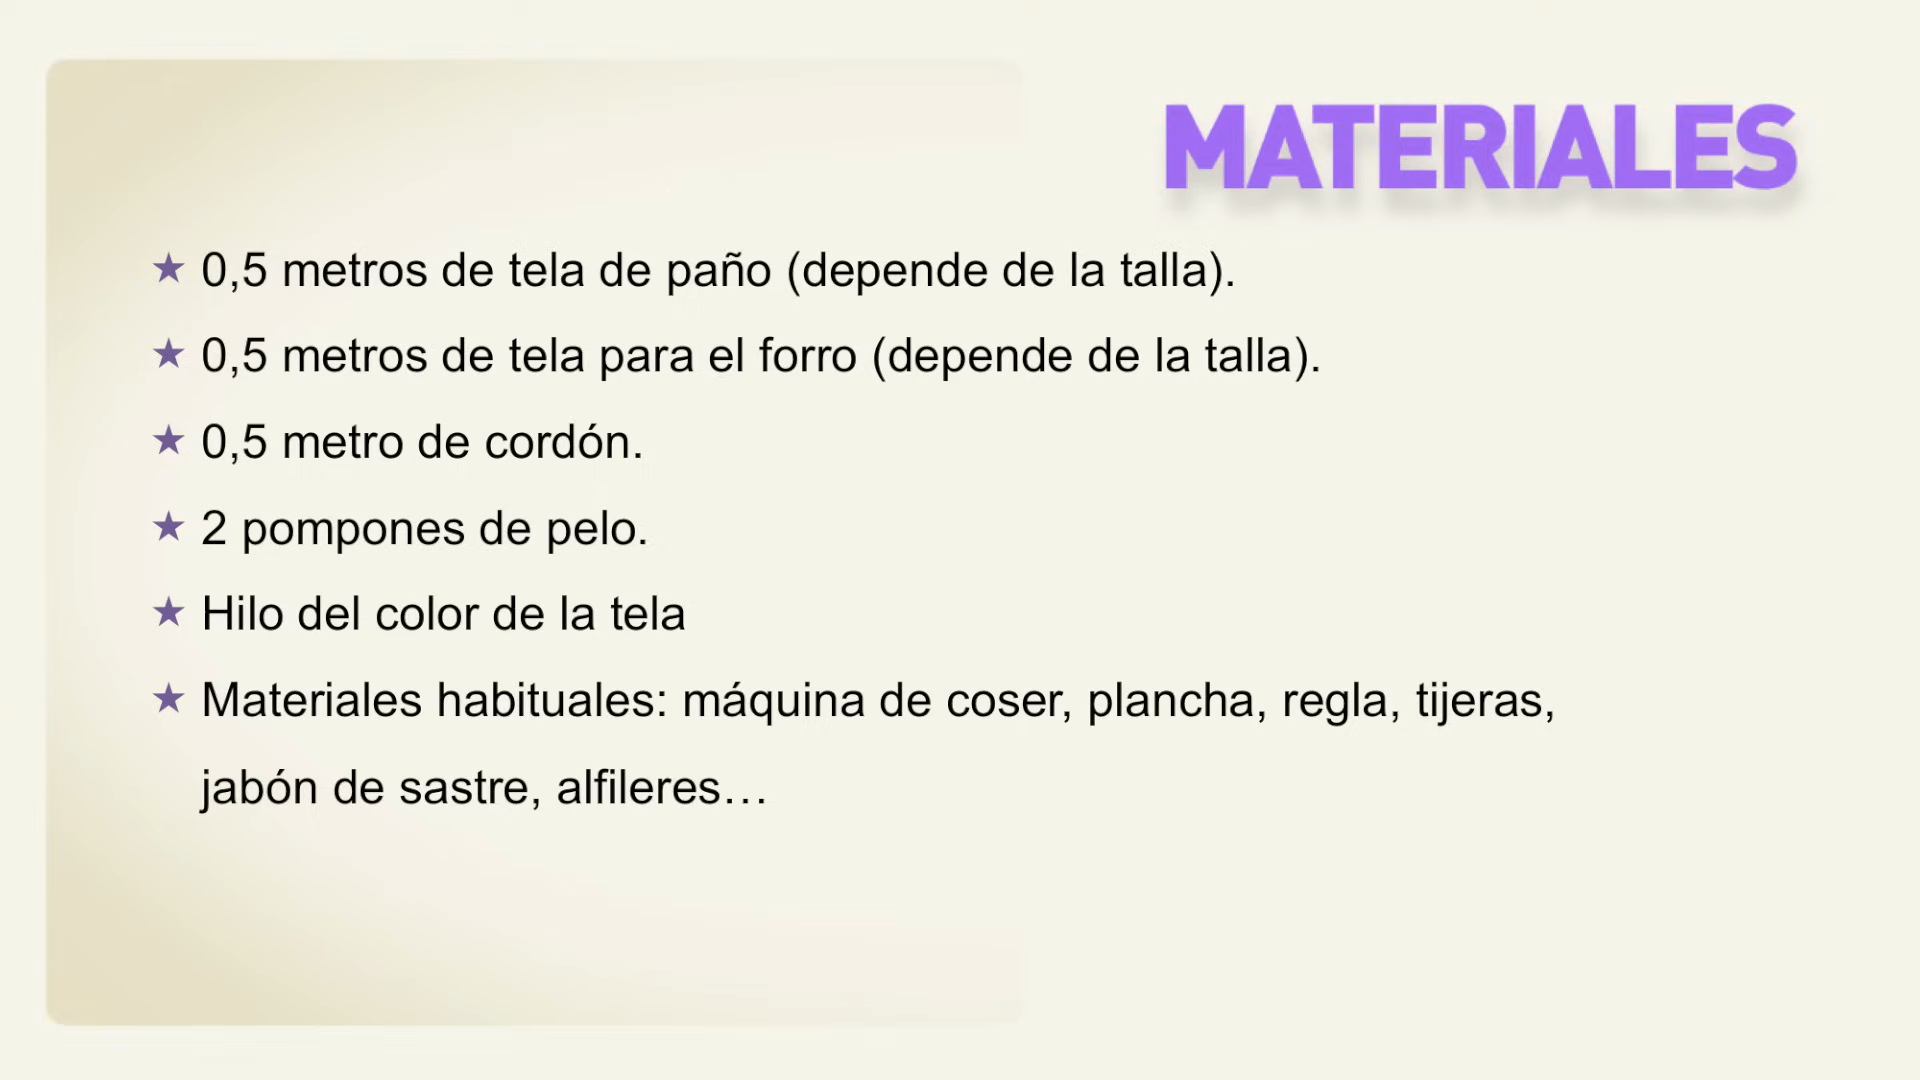 MATERIALES
★ 0,5 metros de tela de paño (depende de la talla).
★ 0,5 metros de tela para el forro (depende de la talla).
★ 0,5 metro de cordón.
★ 2 pompones de pelo.
★ Hilo del color de la tela
★ Materiales habituales: máquina de coser, plancha, regla, tijeras,
jabón de sastre, alfileres…